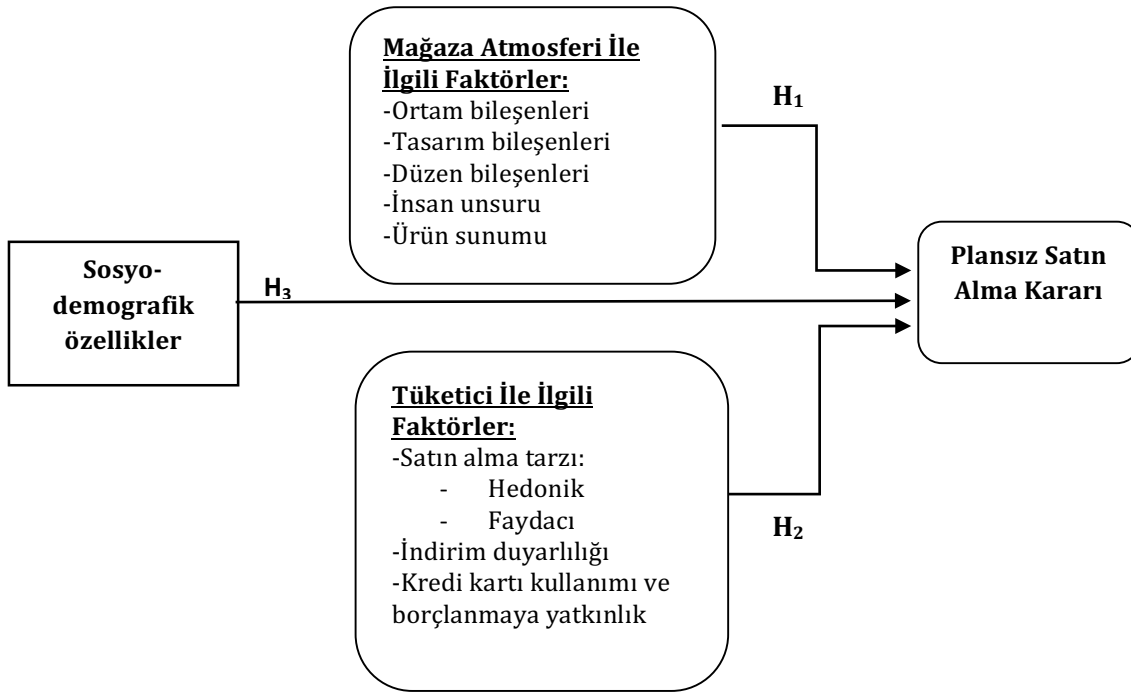 Mağaza Atmosferi İle
İlgili Faktörler:
-Ortam bileşenleri
-Tasarım bileşenleri
-Düzen bileşenleri
-İnsan unsuru
-Ürün sunumu
H₁
Sosyo-
demografik
özellikler
H₃
Plansız Satın
Alma Kararı
Tüketici İle İlgili
Faktörler:
-Satın alma tarzı:
- Hedonik
- Faydacı
-İndirim duyarlılığı
-Kredi kartı kullanımı ve
borçlanmaya yatkınlık
H₂